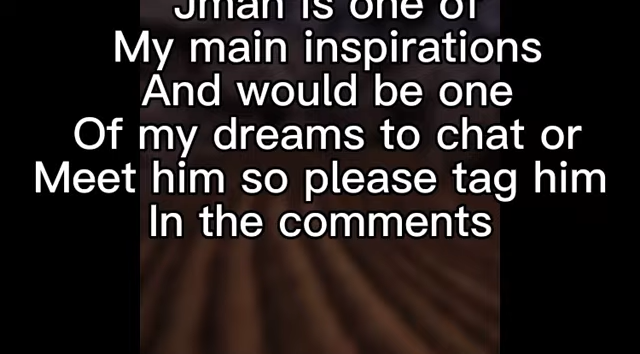 Jman is one of
My main inspirations
And would be one
Of my dreams to chat or
Meet him so please tag him
In the comments